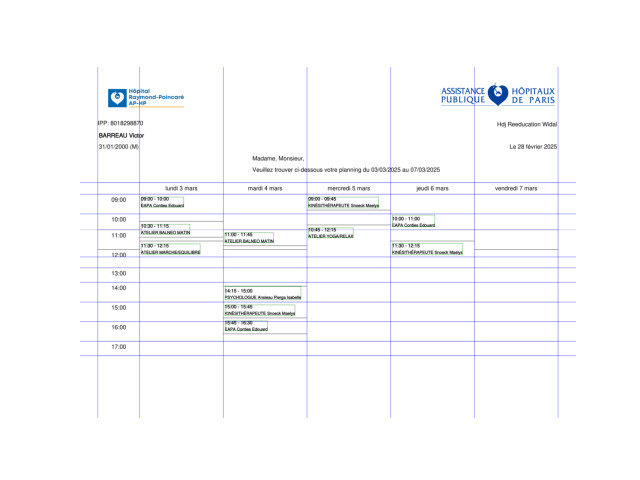 Hôpital
Raymond-Poincaré
AP-HP
ASSISTANCE PUBLIQUE HÔPITAUX DE PARIS
IPP: 8018298870
Hdj Reeducation Widal
BARREAU Victor
31/01/2000 (M)
Le 28 février 2025
Madame, Monsieur,
Veuillez trouver ci-dessous votre planning du 03/03/2025 au 07/03/2025
lundi 3 mars
mardi 4 mars
mercredi 5 mars
jeudi 6 mars
vendredi 7 mars
09:00
09:00 - 10:00
EAPA Contes Edouard
09:00 - 09:45
KINÉSITHÉRAPEUTE Snoeck Maelys
10:00
10:00 - 11:00
EAPA Contes Edouard
10:30 - 11:15
ATELIER BALNEO MATIN
10:45 - 12:15
ATELIER YOGA/RELAX
11:00
11:00 - 11:45
ATELIER BALNEO MATIN
11:30 - 12:15
ATELIER MARCHE/EQUILIBRE
11:30 - 12:15
KINÉSITHÉRAPEUTE Snoeck Maelys
12:00
13:00
14:00
14:15 - 15:00
PSYCHOLOGUE Ansieau Parga Isabelle
15:00
15:00 - 15:45
KINÉSITHÉRAPEUTE Snoeck Maelys
16:00
15:45 - 16:30
EAPA Contes Edouard
17:00